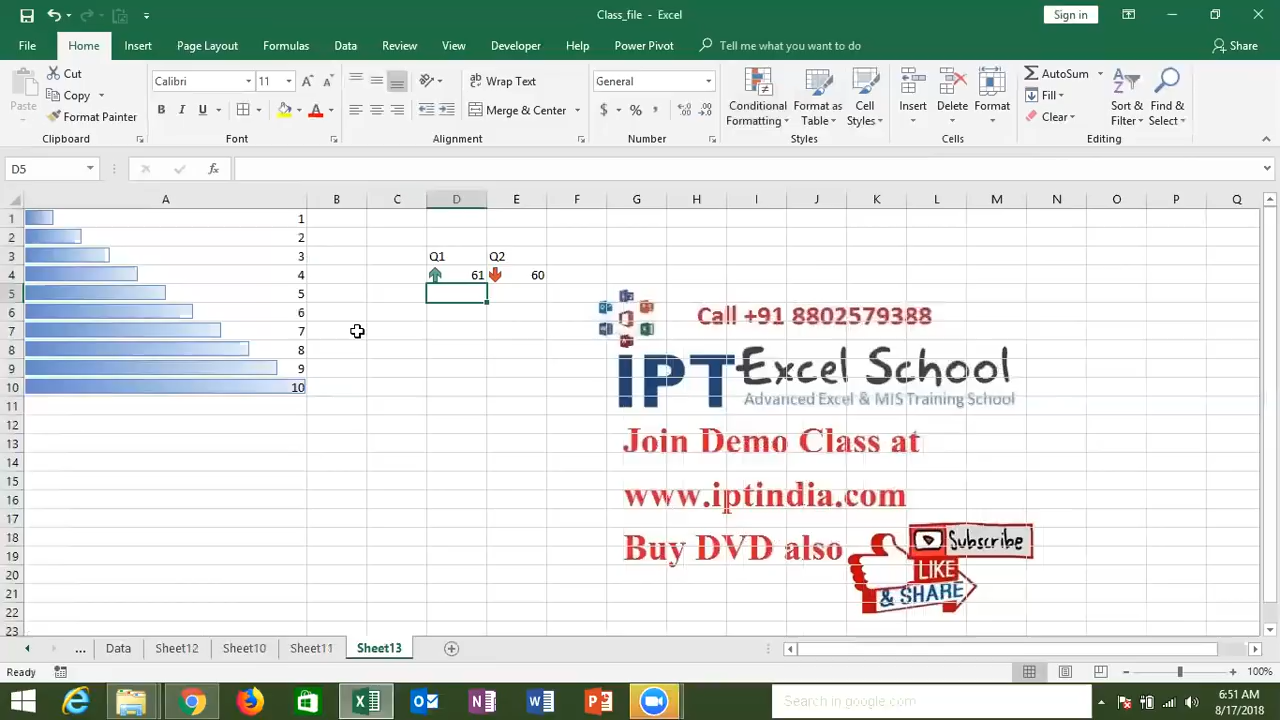 Class_file - Excel
Sign in
File Home Insert Page Layout Formulas Data Review View Developer Help Power Pivot Tell me what you want to do Share
Paste
Cut
Copy
Format Painter
Clipboard
Calibri 11
B I U
Font
Wrap Text
Merge & Center
Alignment
General
$ % ,
Number
Conditional Formatting
Format as Table
Cell Styles
Styles
Insert
Delete
Format
Cells
AutoSum
Fill
Clear
Sort & Filter
Find & Select
Editing
D5
fx
A B C D E F G H I J K L M N O P Q
1 1
2 2
3 3 Q1 Q2
4 4 61 60
5 5
6 6
7 7
8 8
9 9
10 10
11
12
13
14
15
16
17
18
19
20
21
22
23
Call +91 8802579388
iPT Excel School
Advanced Excel & MIS Training School
Join Demo Class at
www.iptindia.com
Buy DVD also
Subscribe
LIKE
& SHARE
... Data Sheet12 Sheet10 Sheet11 Sheet13
Ready
100%
Search in google.com
6:51 AM
8/17/2018